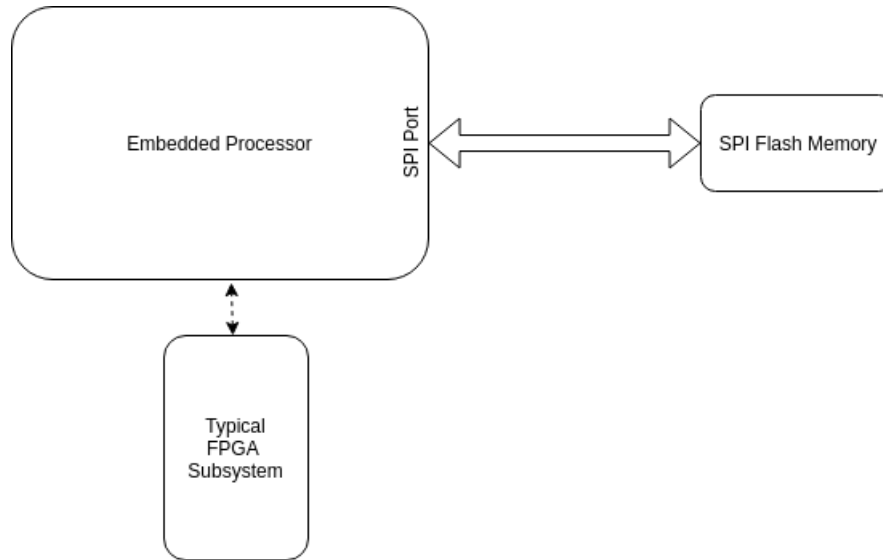 Embedded Processor
SPI Port
SPI Flash Memory
Typical
FPGA
Subsystem